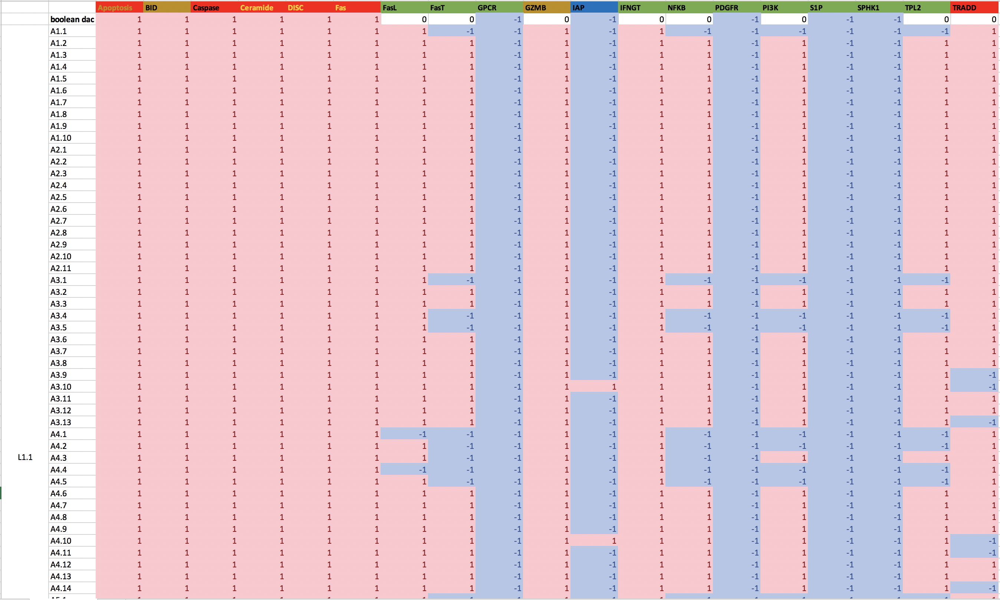 Apoptosis BID Caspase Ceramide DISC Fas FasL FasT GPCR GZMB IAP IFNGT NFKB PDGFR PI3K S1P SPHK1 TPL2 TRADD
boolean dac 1 1 1 1 1 1 0 0 -1 0 -1 0 0 -1 0 -1 -1 0 0
A1.1 1 1 1 1 1 1 1 -1 -1 1 -1 1 -1 -1 -1 -1 -1 -1 1
A1.2 1 1 1 1 1 1 1 1 -1 1 -1 1 1 -1 1 -1 -1 1 1
A1.3 1 1 1 1 1 1 1 1 -1 1 -1 1 1 -1 1 -1 -1 1 1
A1.4 1 1 1 1 1 1 1 1 -1 1 -1 1 1 -1 1 -1 -1 1 1
A1.5 1 1 1 1 1 1 1 1 -1 1 -1 1 1 -1 1 -1 -1 1 1
A1.6 1 1 1 1 1 1 1 1 -1 1 -1 1 1 -1 1 -1 -1 1 1
A1.7 1 1 1 1 1 1 1 1 -1 1 -1 1 1 -1 1 -1 -1 1 1
A1.8 1 1 1 1 1 1 1 1 -1 1 -1 1 1 -1 1 -1 -1 1 1
A1.9 1 1 1 1 1 1 1 1 -1 1 -1 1 1 -1 1 -1 -1 1 1
A1.10 1 1 1 1 1 1 1 1 -1 1 -1 1 1 -1 1 -1 -1 1 1
A2.1 1 1 1 1 1 1 1 1 -1 1 -1 1 1 -1 1 -1 -1 1 1
A2.2 1 1 1 1 1 1 1 1 -1 1 -1 1 1 -1 1 -1 -1 1 1
A2.3 1 1 1 1 1 1 1 1 -1 1 -1 1 1 -1 1 -1 -1 1 1
A2.4 1 1 1 1 1 1 1 1 -1 1 -1 1 1 -1 1 -1 -1 1 1
A2.5 1 1 1 1 1 1 1 1 -1 1 -1 1 1 -1 1 -1 -1 1 1
A2.6 1 1 1 1 1 1 1 1 -1 1 -1 1 1 -1 1 -1 -1 1 1
A2.7 1 1 1 1 1 1 1 1 -1 1 -1 1 1 -1 1 -1 -1 1 1
A2.8 1 1 1 1 1 1 1 1 -1 1 -1 1 1 -1 1 -1 -1 1 1
A2.9 1 1 1 1 1 1 1 1 -1 1 -1 1 1 -1 1 -1 -1 1 1
A2.10 1 1 1 1 1 1 1 1 -1 1 -1 1 1 -1 1 -1 -1 1 1
A2.11 1 1 1 1 1 1 1 1 -1 1 -1 1 1 -1 1 -1 -1 1 1
A3.1 1 1 1 1 1 1 1 -1 -1 1 -1 1 -1 -1 -1 -1 -1 -1 1
A3.2 1 1 1 1 1 1 1 1 -1 1 -1 1 1 -1 1 -1 -1 1 1
A3.3 1 1 1 1 1 1 1 1 -1 1 -1 1 1 -1 1 -1 -1 1 1
A3.4 1 1 1 1 1 1 1 -1 -1 1 -1 1 -1 -1 -1 -1 -1 -1 1
A3.5 1 1 1 1 1 1 1 -1 -1 1 -1 1 -1 -1 -1 -1 -1 -1 1
A3.6 1 1 1 1 1 1 1 1 -1 1 -1 1 1 -1 1 -1 -1 1 1
A3.7 1 1 1 1 1 1 1 1 -1 1 -1 1 1 -1 1 -1 -1 1 1
A3.8 1 1 1 1 1 1 1 1 -1 1 -1 1 1 -1 1 -1 -1 1 1
A3.9 1 1 1 1 1 1 1 1 -1 1 -1 1 1 -1 1 -1 -1 1 -1
A3.10 1 1 1 1 1 1 1 1 -1 1 1 1 1 -1 1 -1 -1 1 -1
A3.11 1 1 1 1 1 1 1 1 -1 1 -1 1 1 -1 1 -1 -1 1 1
A3.12 1 1 1 1 1 1 1 1 -1 1 -1 1 1 -1 1 -1 -1 1 1
A3.13 1 1 1 1 1 1 1 1 -1 1 -1 1 1 -1 1 -1 -1 1 -1
A4.1 1 1 1 1 1 1 -1 -1 -1 1 -1 1 -1 -1 -1 -1 -1 -1 1
A4.2 1 1 1 1 1 1 1 -1 -1 1 -1 1 -1 -1 -1 -1 -1 -1 1
L1.1 A4.3 1 1 1 1 1 1 1 -1 -1 1 -1 1 -1 -1 1 -1 -1 1 1
A4.4 1 1 1 1 1 1 -1 -1 -1 1 -1 1 -1 -1 -1 -1 -1 -1 1
A4.5 1 1 1 1 1 1 1 -1 -1 1 -1 1 -1 -1 -1 -1 -1 -1 1
A4.6 1 1 1 1 1 1 1 1 -1 1 -1 1 1 -1 1 -1 -1 1 1
A4.7 1 1 1 1 1 1 1 1 -1 1 -1 1 1 -1 1 -1 -1 1 1
A4.8 1 1 1 1 1 1 1 1 -1 1 -1 1 1 -1 1 -1 -1 1 1
A4.9 1 1 1 1 1 1 1 1 -1 1 -1 1 1 -1 1 -1 -1 1 1
A4.10 1 1 1 1 1 1 1 1 -1 1 1 1 1 -1 1 -1 -1 1 -1
A4.11 1 1 1 1 1 1 1 1 -1 1 -1 1 1 -1 1 -1 -1 1 -1
A4.12 1 1 1 1 1 1 1 1 -1 1 -1 1 1 -1 1 -1 -1 1 1
A4.13 1 1 1 1 1 1 1 1 -1 1 -1 1 1 -1 1 -1 -1 1 1
A4.14 1 1 1 1 1 1 1 1 -1 1 -1 1 1 -1 1 -1 -1 1 -1